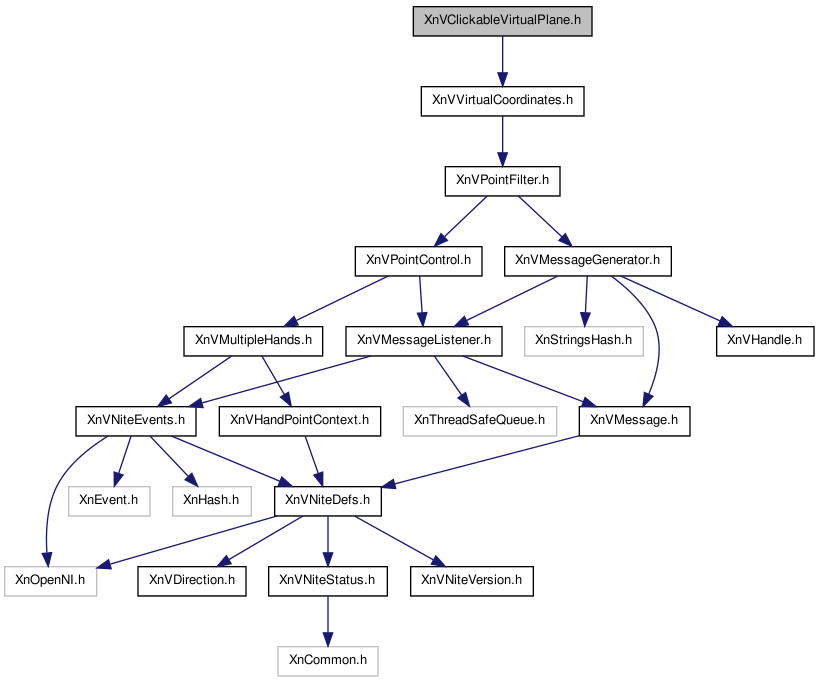 XnVClickableVirtualPlane.h
XnVVirtualCoordinates.h
XnVPointFilter.h
XnVPointControl.h
XnVMessageGenerator.h
XnVMultipleHands.h
XnVMessageListener.h
XnStringsHash.h
XnVHandle.h
XnVNiteEvents.h
XnVHandPointContext.h
XnThreadSafeQueue.h
XnVMessage.h
XnEvent.h
XnHash.h
XnVNiteDefs.h
XnOpenNI.h
XnVDirection.h
XnVNiteStatus.h
XnVNiteVersion.h
XnCommon.h